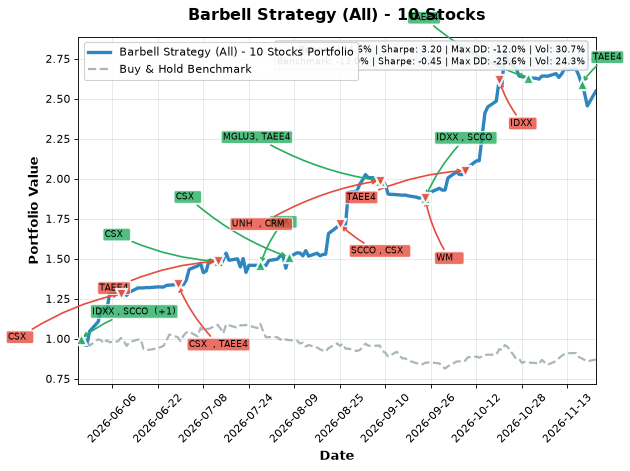 Barbell Strategy (All) - 10 Stocks
TAEE4
Barbell Strategy (All) - 10 Stocks Portfolio
Buy & Hold Benchmark
% | Sharpe: 3.20 | Max DD: -12.0% | Vol: 30.7%
Benchmark: -13.0% | Sharpe: -0.45 | Max DD: -25.6% | Vol: 24.3%
TAEE4
IDXX
MGLU3, TAEE4
IDXX , SCCO
CSX
TAEE4
UNH , CRM
CSX
SCCO , CSX
WM
TAEE4
IDXX , SCCO (+1)
CSX
CSX , TAEE4
Portfolio Value
2.75
2.50
2.25
2.00
1.75
1.50
1.25
1.00
0.75
2026-06-06
2026-06-22
2026-07-08
2026-07-24
2026-08-09
2026-08-25
2026-09-10
2026-09-26
2026-10-12
2026-10-28
2026-11-13
Date